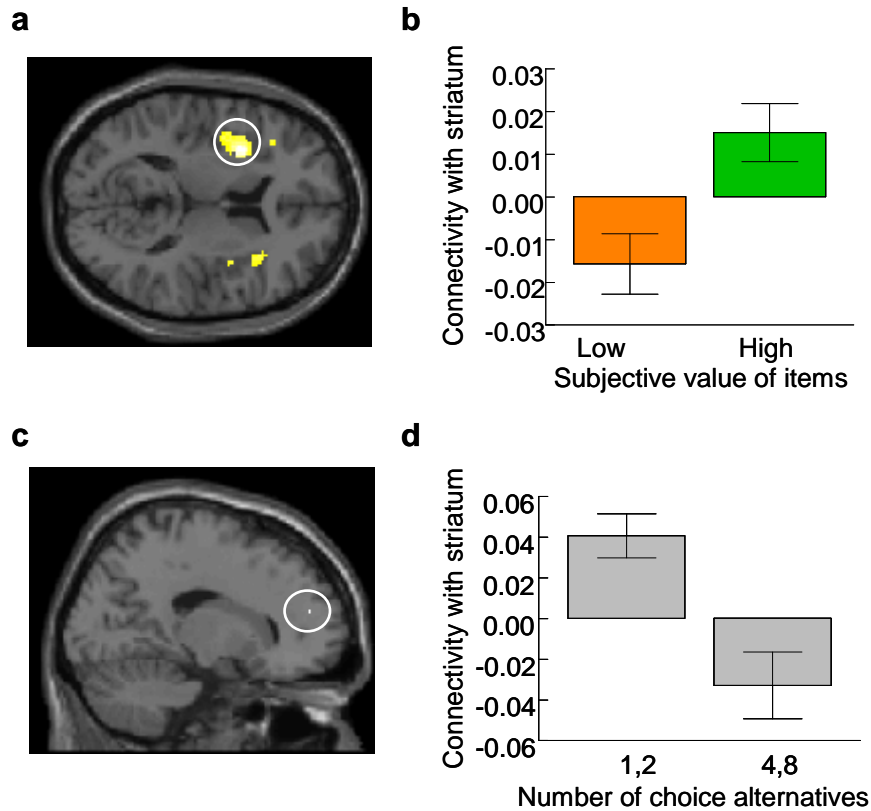 a
b
Connectivity with striatum
0.03
0.02
0.01
0.00
-0.01
-0.02
-0.03
Low High
Subjective value of items
c
d
Connectivity with striatum
0.06
0.04
0.02
0.00
-0.02
-0.04
-0.06
1,2 4,8
Number of choice alternatives